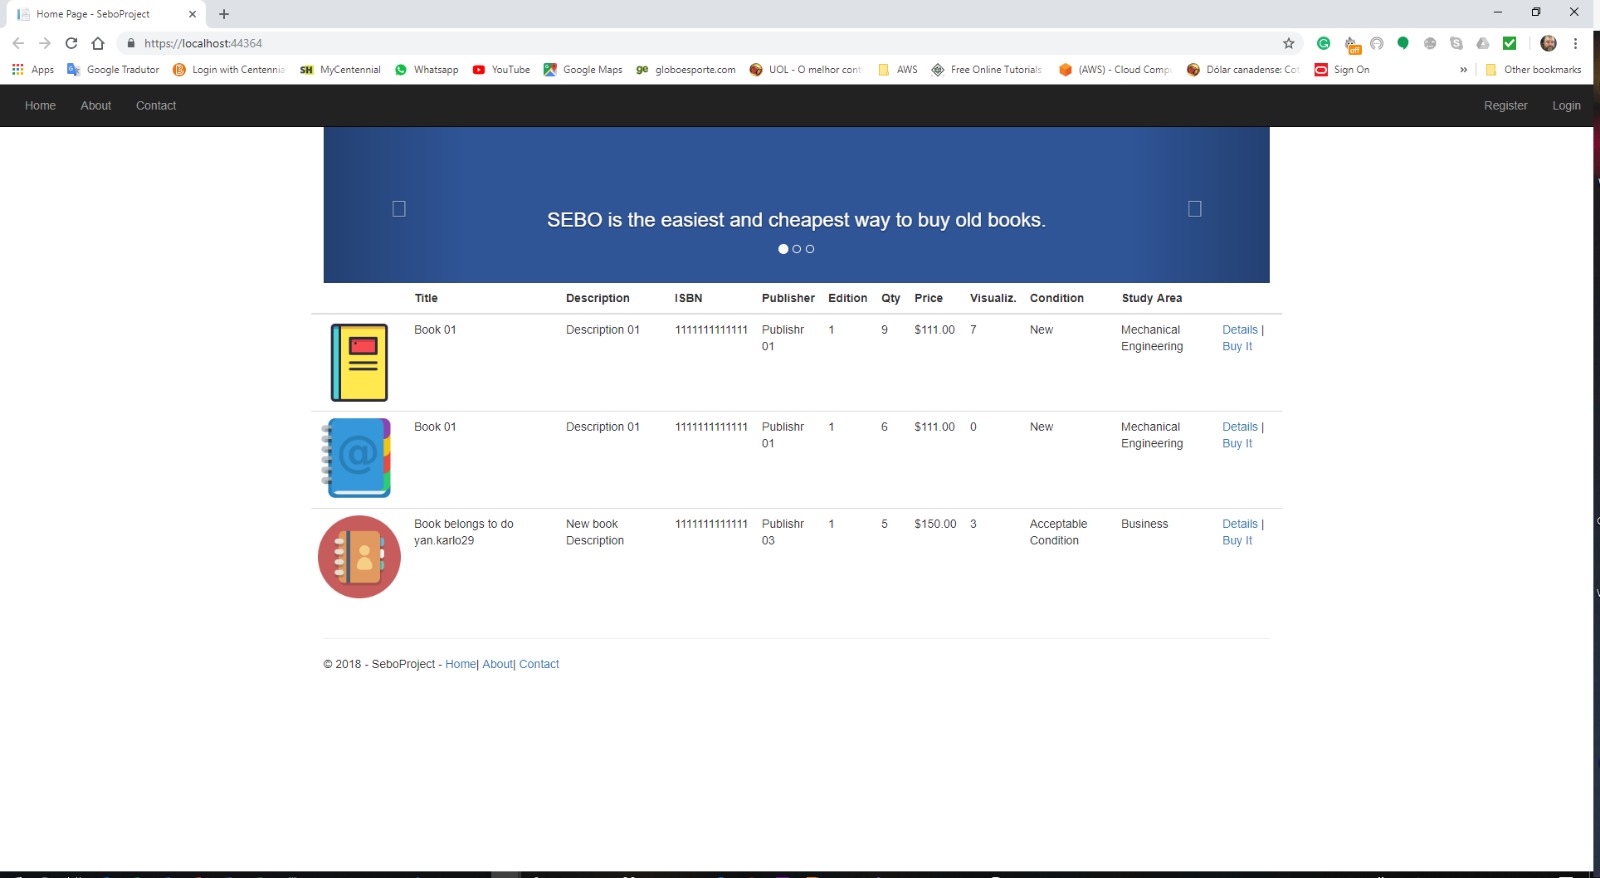 Home Page - SeboProject
https://localhost:44364
Apps Google Tradutor Login with Centennia MyCentennial Whatsapp YouTube Google Maps globoesporte.com UOL - O melhor cont AWS Free Online Tutorials (AWS) - Cloud Compu Dólar canadense: Cot Sign On » Other bookmarks
Home About Contact Register Login
SEBO is the easiest and cheapest way to buy old books.
Title Description ISBN Publisher Edition Qty Price Visualiz. Condition Study Area
Book 01 Description 01 1111111111111 Publishr 1 9 $111.00 7 New Mechanical Details |
01 Engineering Buy It
Book 01 Description 01 1111111111111 Publishr 1 6 $111.00 0 New Mechanical Details |
01 Engineering Buy It
Book belongs to do New book 1111111111111 Publishr 1 5 $150.00 3 Acceptable Business Details |
yan.karlo29 Description 03 Condition Buy It
© 2018 - SeboProject - Home| About| Contact